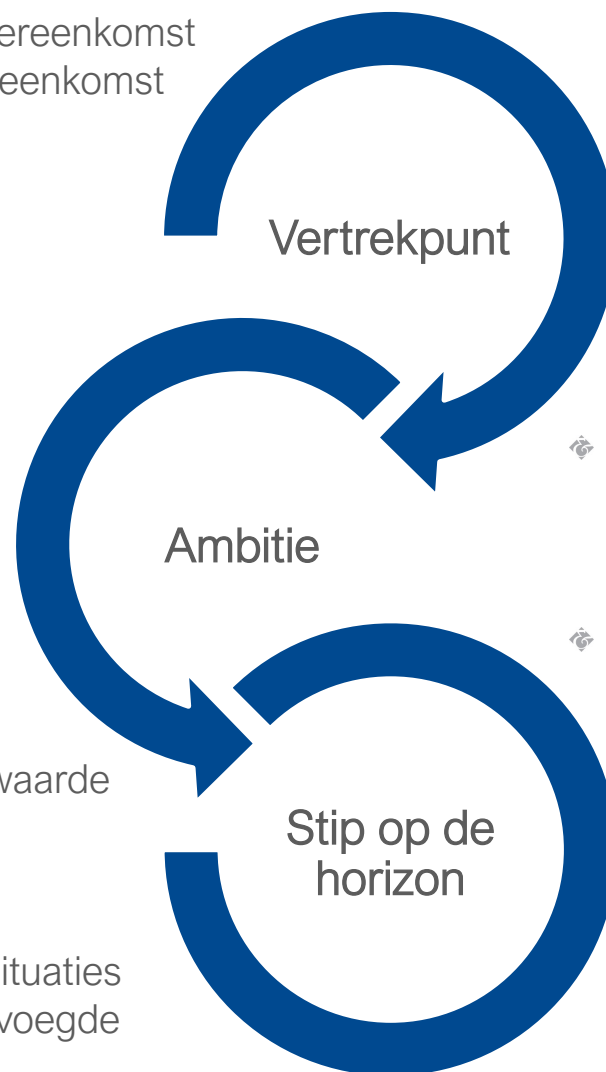 ereenkomst
eenkomst
Vertrekpunt
Ambitie
waarde
Stip op de
horizon
ituaties
voegde